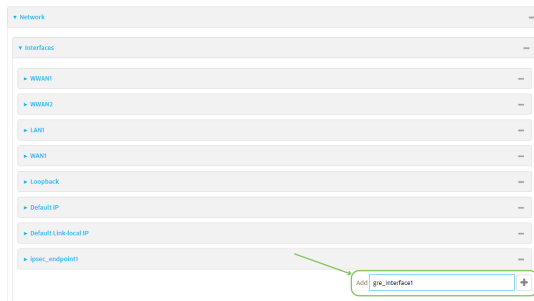 Network
Interfaces
WWAN1
WWAN2
LAN1
WAN1
Loopback
Default IP
Default Link-local IP
ipsec_endpoint1
Add gre_interface1